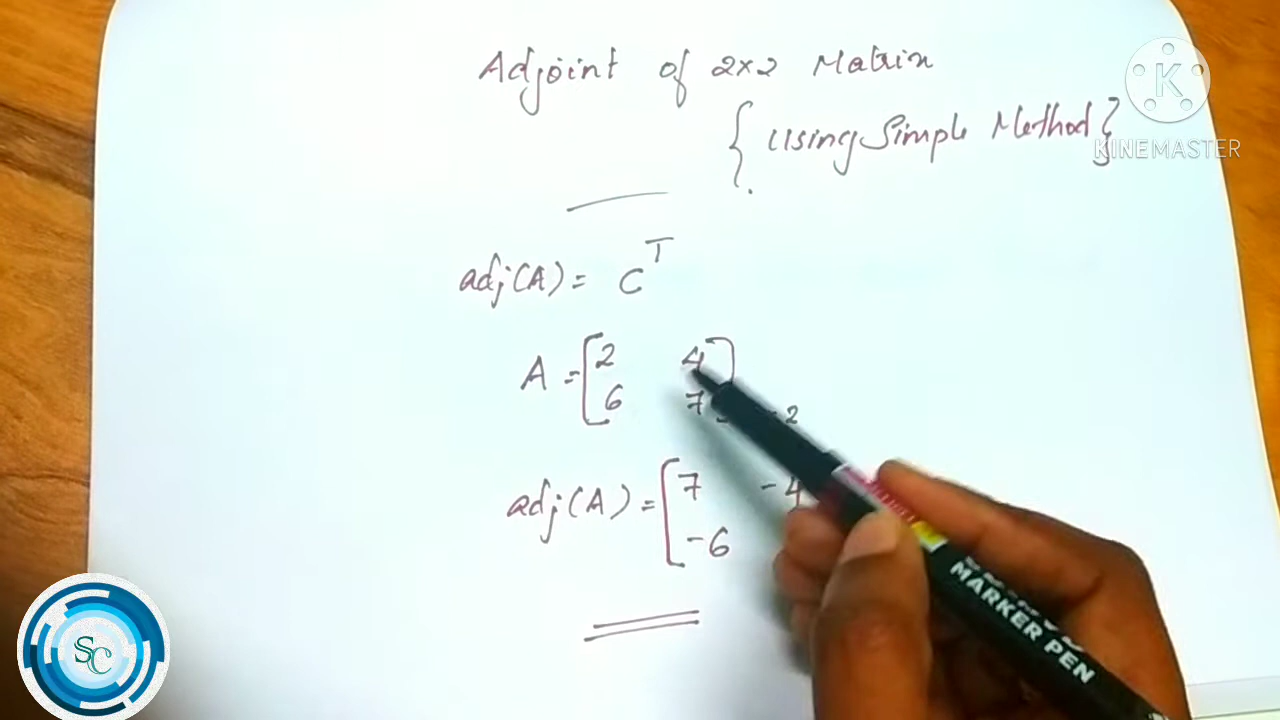 Adjoint of 2x2 Matrix
{ Using Simple Method}
K
KINEMASTER
adj(A) = C^T
A = [2 4
6 7] 2
adj(A) = [7 -4
-6
MARKER PEN
SC